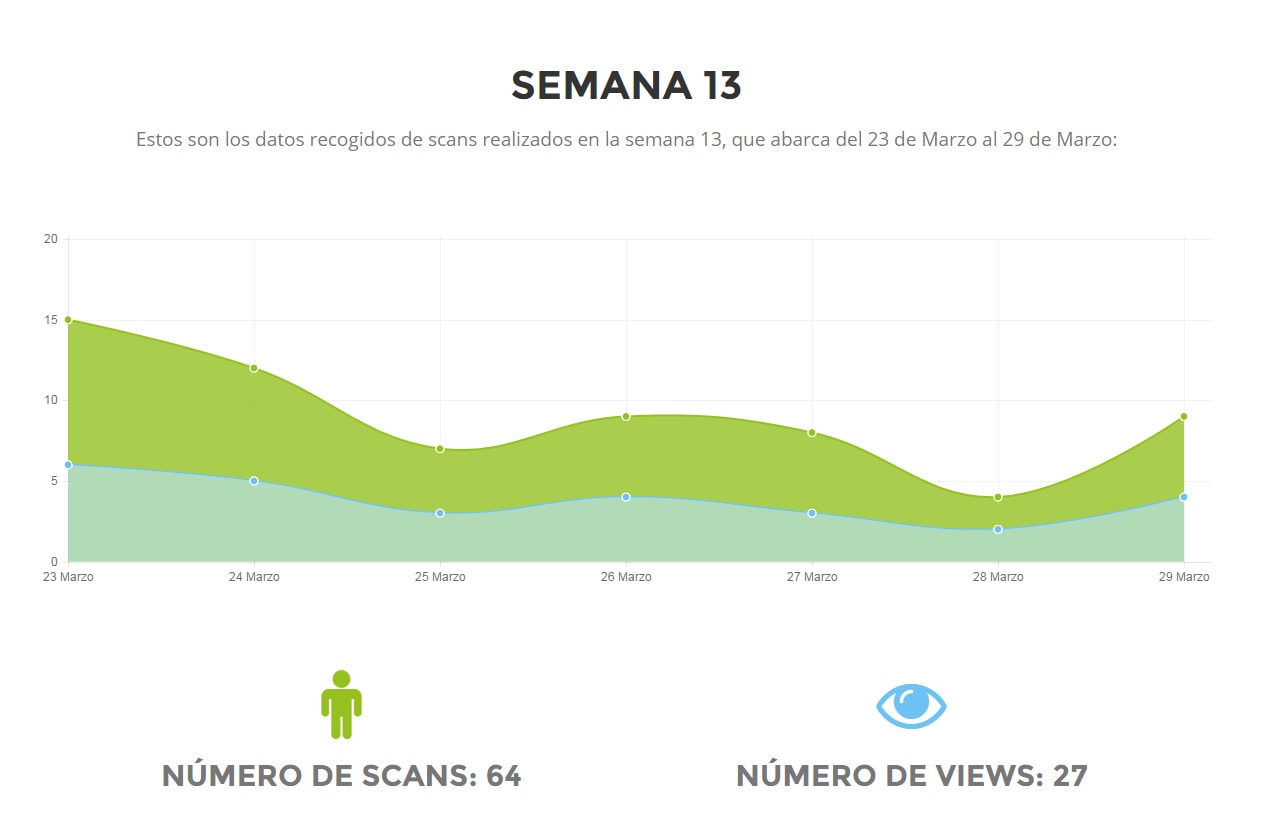 SEMANA 13
Estos son los datos recogidos de scans realizados en la semana 13, que abarca del 23 de Marzo al 29 de Marzo:
20
15
10
5
0
23 Marzo 24 Marzo 25 Marzo 26 Marzo 27 Marzo 28 Marzo 29 Marzo
NÚMERO DE SCANS: 64
NÚMERO DE VIEWS: 27